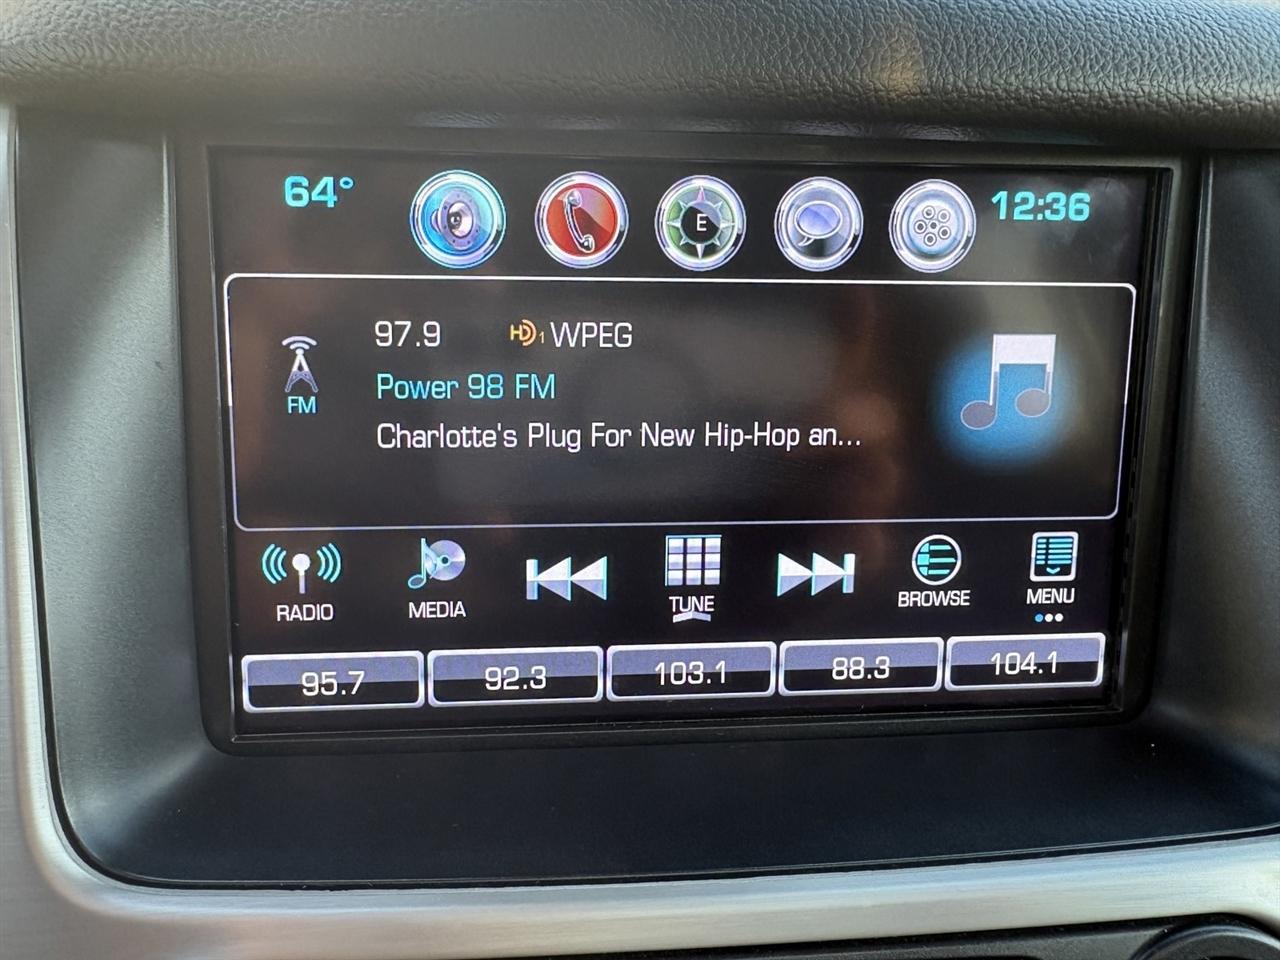 64° E 12:36
97.9 HD1 WPEG
FM Power 98 FM
Charlotte's Plug For New Hip-Hop an...
RADIO MEDIA TUNE BROWSE MENU
95.7 92.3 103.1 88.3 104.1